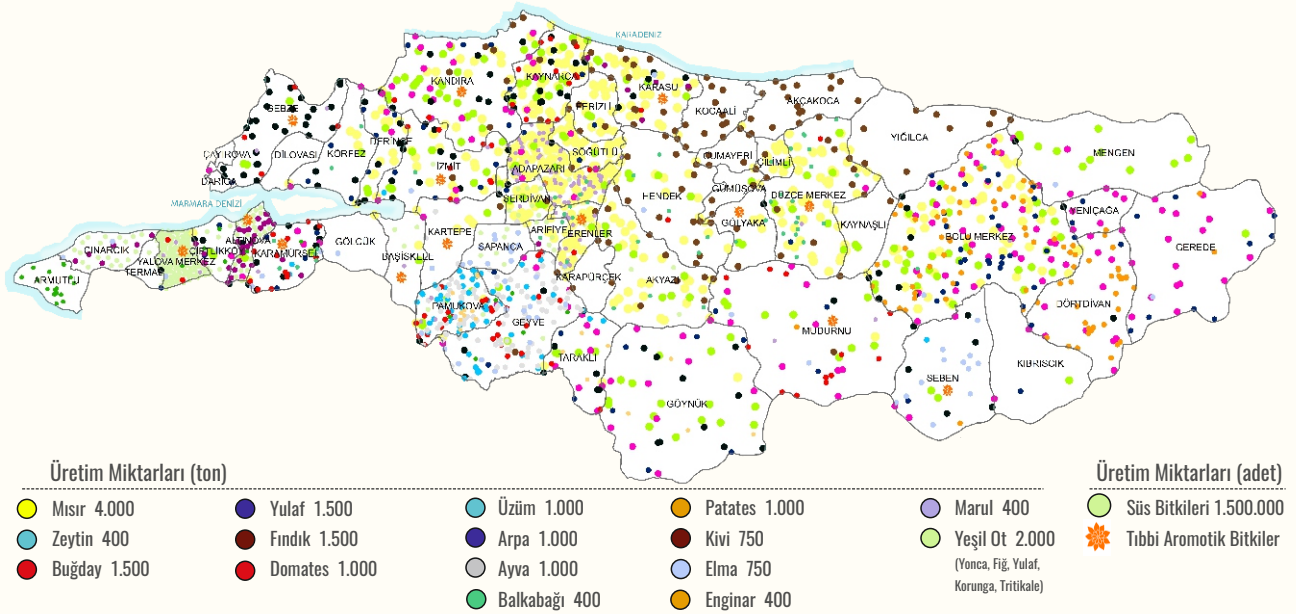 KARADENİZ
KANDIRA
KAYNARCA
KARASU
FERİZLİ
KOCAALİ
AKÇAKOCA
YIĞILCA
GEBZE
DERİNCE
ÇAYIROVA
DİLOVASI
KÖRFEZ
İZMİT
SÖĞÜTLÜ
ADAPAZARI
CUMAYERİ
ÇİLİMLİ
MENGEN
DARICA
SERDİVAN
HENDEK
GÜMÜŞOVA
DÜZCE MERKEZ
MARMARA DENİZİ
GÖLYAKA
KAYNAŞLI
YENİÇAĞA
KARTEPE
ARİFİYE
ERENLER
BOLU MERKEZ
GEREDE
ÇINARCIK
ALTINOVA
ÇİFTLİKKÖY
KARAMÜRSEL
GÖLCÜK
SAPANCA
BAŞİSKELE
YALOVA MERKEZ
TERMAL
ARMUTLU
KARAPÜRÇEK
AKYAZI
PAMUKOVA
GEYVE
MUDURNU
DÖRTDİVAN
TARAKLI
SEBEN
KIBRISCIK
GÖYNÜK
Üretim Miktarları (ton)
Üretim Miktarları (adet)
Mısır 4.000
Zeytin 400
Buğday 1.500
Yulaf 1.500
Fındık 1.500
Domates 1.000
Üzüm 1.000
Arpa 1.000
Ayva 1.000
Balkabağı 400
Patates 1.000
Kivi 750
Elma 750
Enginar 400
Marul 400
Yeşil Ot 2.000
(Yonca, Fiğ, Yulaf,
Korunga, Tritikale)
Süs Bitkileri 1.500.000
Tıbbi Aromotik Bitkiler